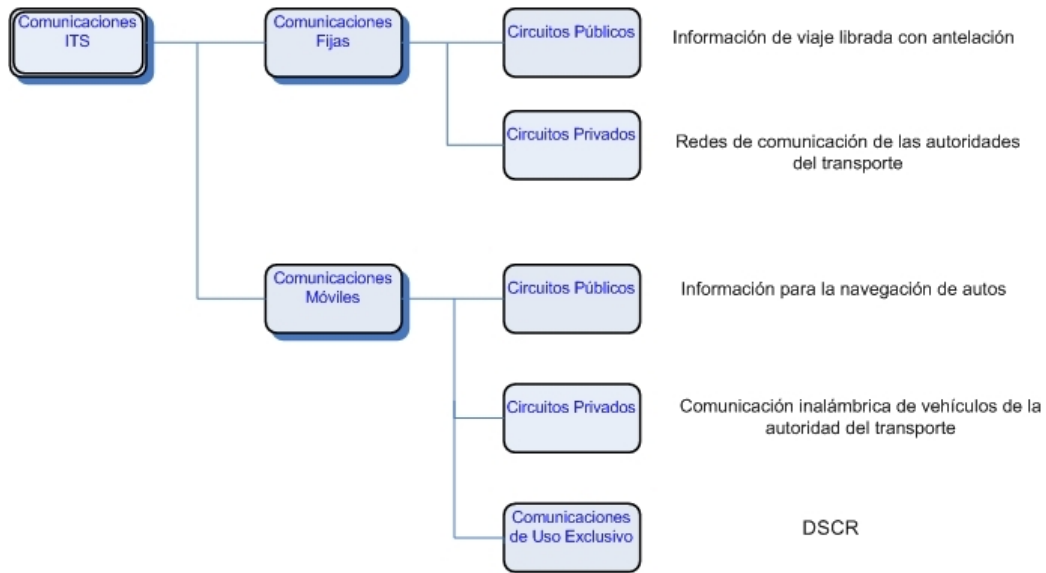 Comunicaciones
ITS
Comunicaciones
Fijas
Circuitos Públicos
Información de viaje librada con antelación
Circuitos Privados
Redes de comunicación de las autoridades
del transporte
Comunicaciones
Móviles
Circuitos Públicos
Información para la navegación de autos
Circuitos Privados
Comunicación inalámbrica de vehículos de la
autoridad del transporte
Comunicaciones
de Uso Exclusivo
DSCR